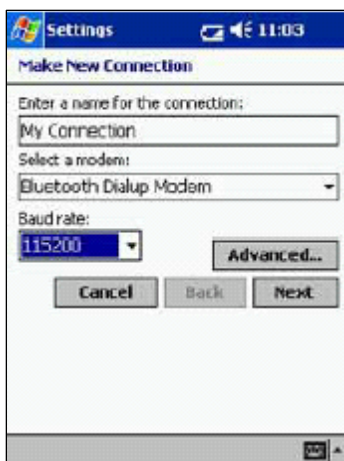 Settings 11:03
Make New Connection
Enter a name for the connection:
My Connection
Select a modem:
Bluetooth Dialup Modem
Baud rate:
115200
Advanced...
Cancel Back Next